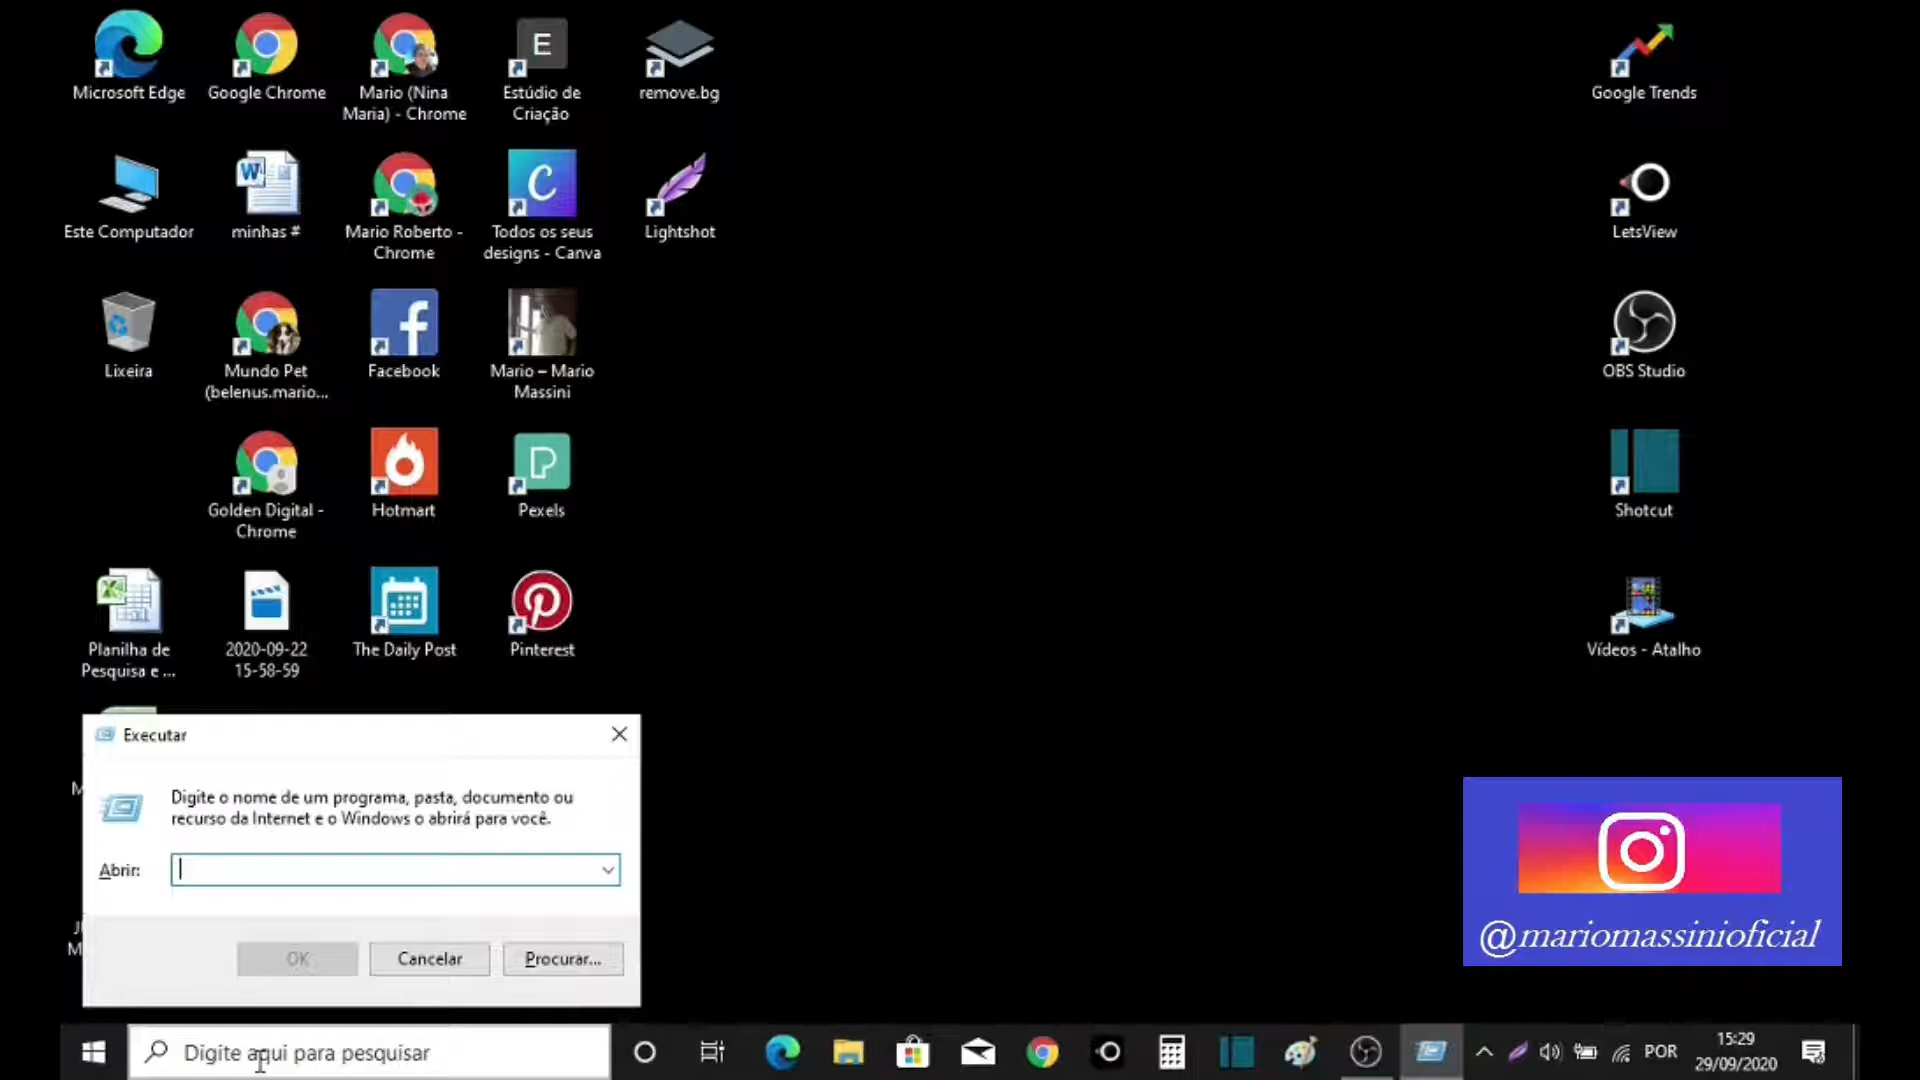 Microsoft Edge
Google Chrome
Mario (Nina
Maria) - Chrome
E
Estúdio de
Criação
remove.bg
Google Trends
Este Computador
minhas #
Mario Roberto -
Chrome
Todos os seus
designs - Canva
Lightshot
LetsView
Lixeira
Mundo Pet
(belenus.mario...
Facebook
Mario – Mario
Massini
OBS Studio
Golden Digital -
Chrome
Hotmart
Pexels
Shotcut
Planilha de
Pesquisa e ...
2020-09-22
15-58-59
The Daily Post
Pinterest
Vídeos - Atalho
Executar
Digite o nome de um programa, pasta, documento ou
recurso da Internet e o Windows o abrirá para você.
Abrir:
OK
Cancelar
Procurar...
@mariomassinioficial
Digite aqui para pesquisar
POR
15:29
29/09/2020